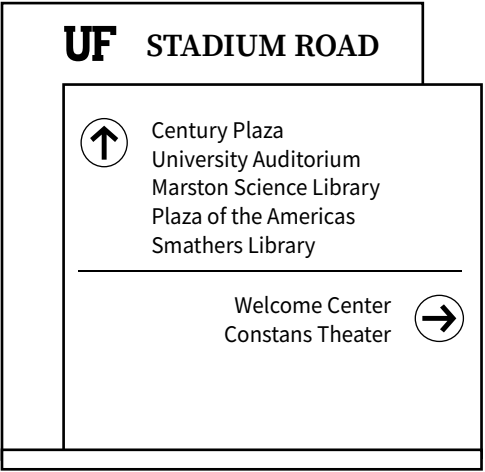 UF STADIUM ROAD
Century Plaza
University Auditorium
Marston Science Library
Plaza of the Americas
Smathers Library
Welcome Center
Constans Theater